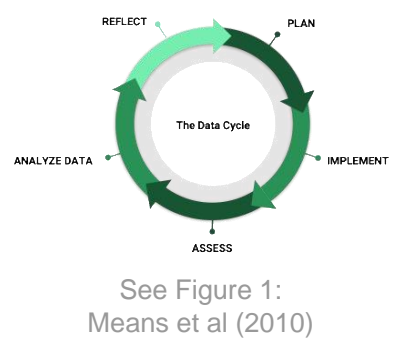 REFLECT
PLAN
The Data Cycle
ANALYZE DATA
IMPLEMENT
ASSESS
See Figure 1:
Means et al (2010)